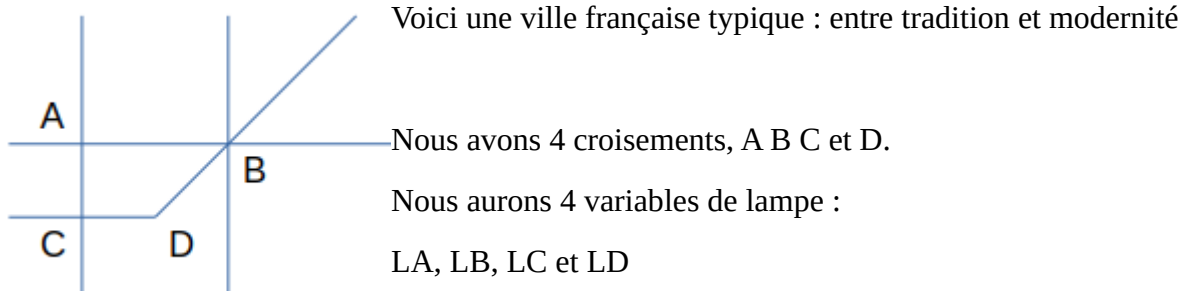 Voici une ville française typique : entre tradition et modernité
A
Nous avons 4 croisements, A B C et D.
B
Nous aurons 4 variables de lampe :
C
D
LA, LB, LC et LD